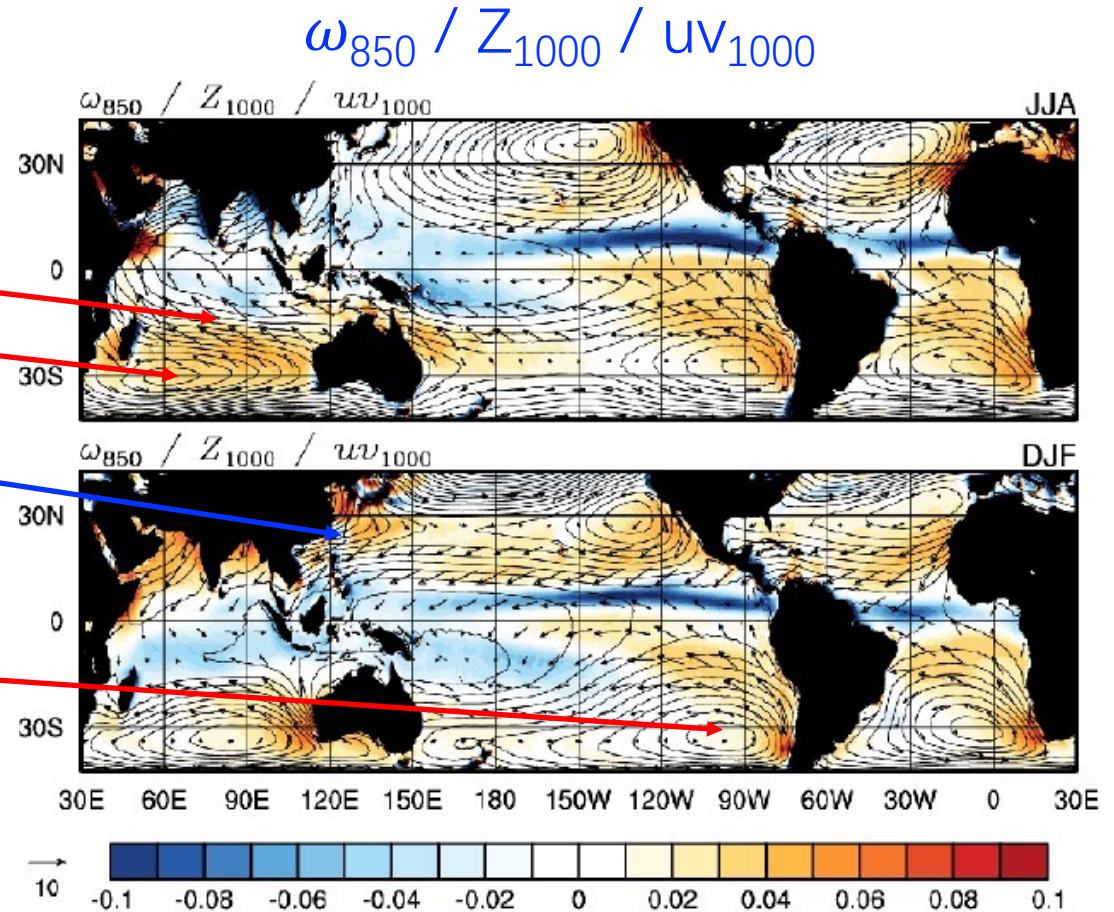 ω₈₅₀ / Z₁₀₀₀ / uv₁₀₀₀
ω₈₅₀ / Z₁₀₀₀ / uv₁₀₀₀ JJA
30N
0
30S
ω₈₅₀ / Z₁₀₀₀ / uv₁₀₀₀ DJF
30N
0
30S
30E 60E 90E 120E 150E 180 150W 120W 90W 60W 30W 0 30E
10
-0.1 -0.08 -0.06 -0.04 -0.02 0 0.02 0.04 0.06 0.08 0.1